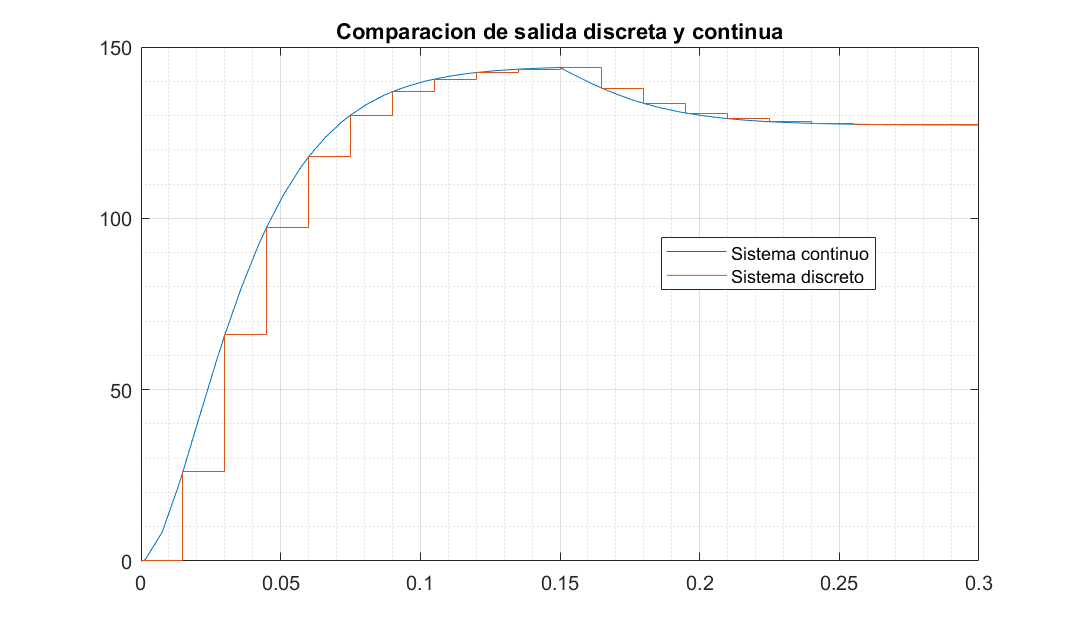 Comparacion de salida discreta y continua
150
100
50
0
Sistema continuo
Sistema discreto
0 0.05 0.1 0.15 0.2 0.25 0.3